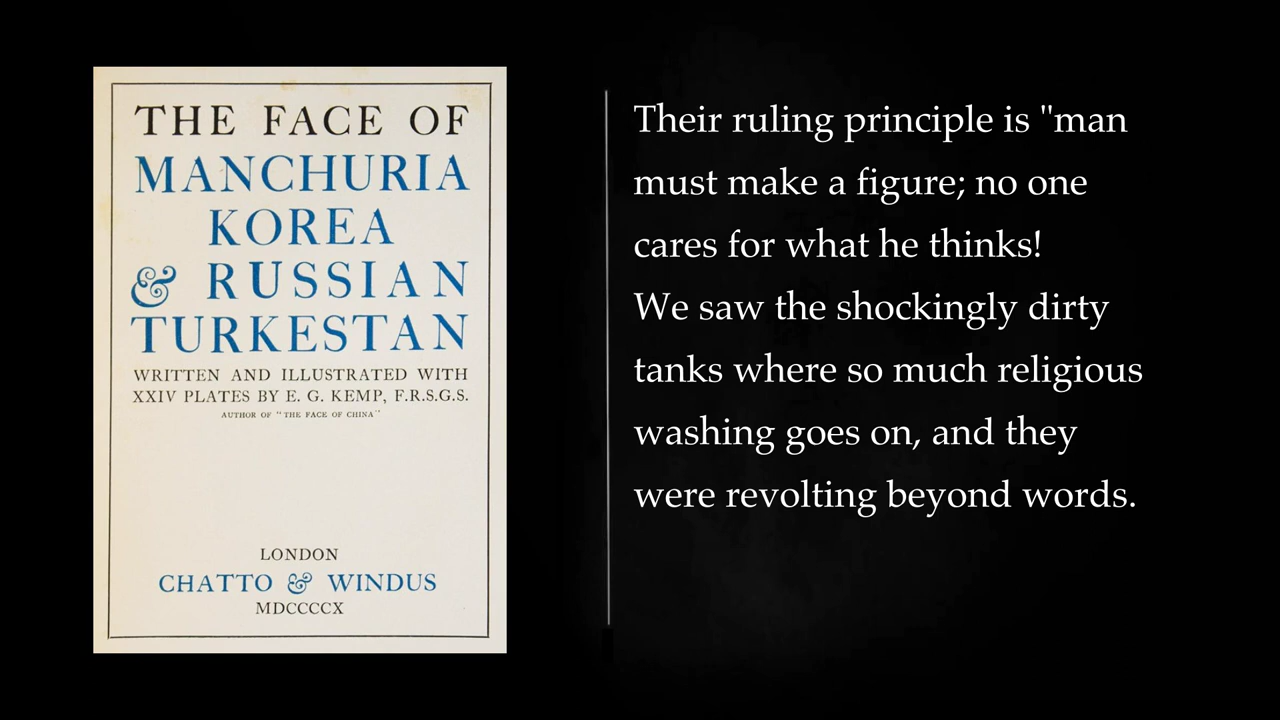 THE FACE OF
MANCHURIA
KOREA
& RUSSIAN
TURKESTAN
WRITTEN AND ILLUSTRATED WITH
XXIV PLATES BY E. G. KEMP, F.R.S.G.S.
AUTHOR OF "THE FACE OF CHINA"
LONDON
CHATTO & WINDUS
MDCCCCX
Their ruling principle is "man
must make a figure; no one
cares for what he thinks!
We saw the shockingly dirty
tanks where so much religious
washing goes on, and they
were revolting beyond words.